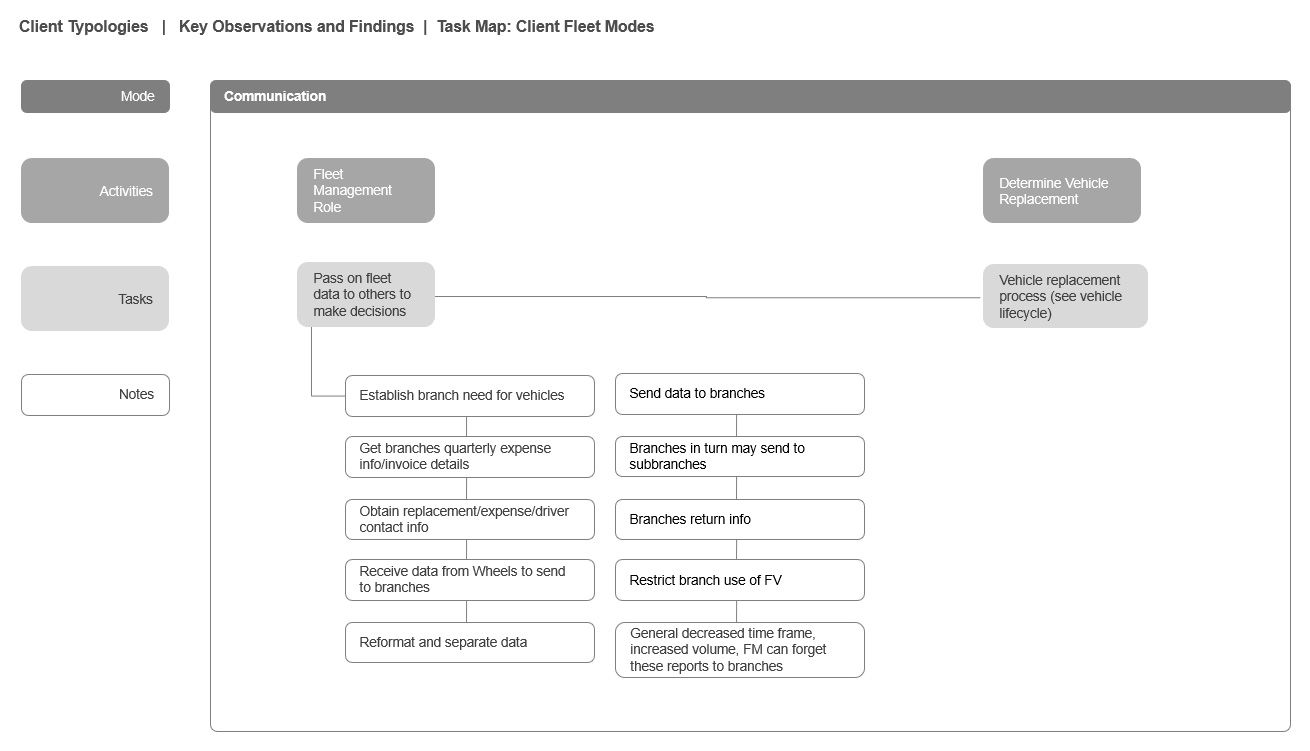 Client Typologies | Key Observations and Findings | Task Map: Client Fleet Modes
Mode
Communication
Activities
Fleet
Management
Role
Determine Vehicle
Replacement
Tasks
Pass on fleet
data to others to
make decisions
Vehicle replacement
process (see vehicle
lifecycle)
Notes
Establish branch need for vehicles
Get branches quarterly expense
info/invoice details
Obtain replacement/expense/driver
contact info
Receive data from Wheels to send
to branches
Reformat and separate data
Send data to branches
Branches in turn may send to
subbranches
Branches return info
Restrict branch use of FV
General decreased time frame,
increased volume, FM can forget
these reports to branches